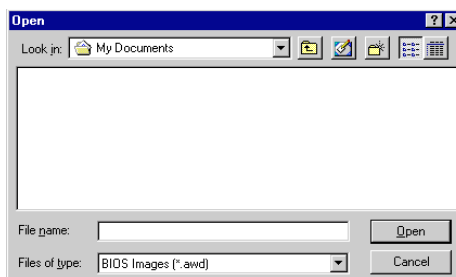 Open
Look in: My Documents
File name: Open
Files of type: BIOS Images (*.awd) Cancel